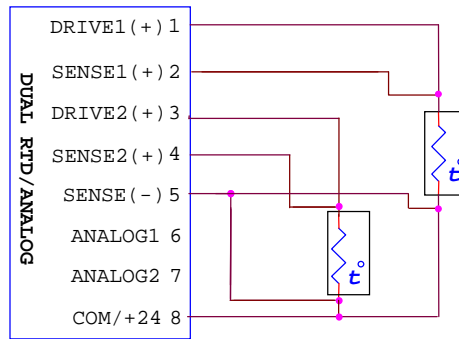 DUAL RTD/ANALOG
DRIVE1(+) 1
SENSE1(+) 2
DRIVE2(+) 3
SENSE2(+) 4
SENSE(-) 5
ANALOG1 6
ANALOG2 7
COM/+24 8
t°
t°